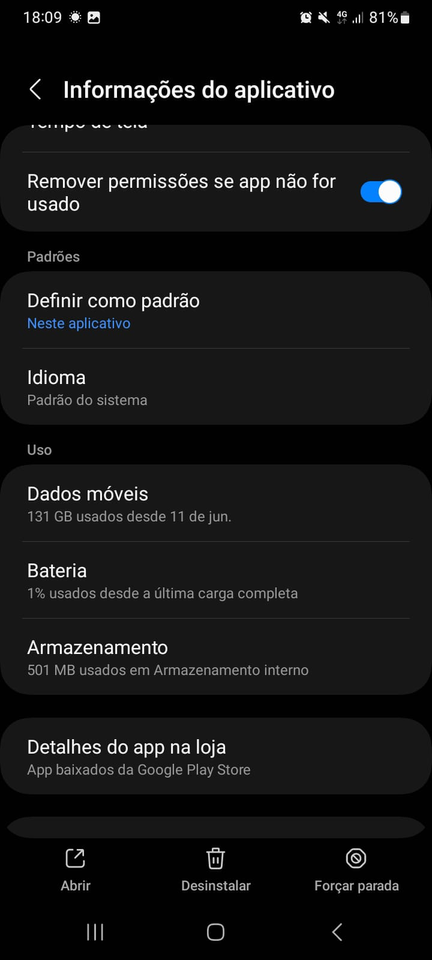 18:09
4G
81%
Informações do aplicativo
Tempo de tela
Remover permissões se app não for
usado
Padrões
Definir como padrão
Neste aplicativo
Idioma
Padrão do sistema
Uso
Dados móveis
131 GB usados desde 11 de jun.
Bateria
1% usados desde a última carga completa
Armazenamento
501 MB usados em Armazenamento interno
Detalhes do app na loja
App baixados da Google Play Store
Abrir
Desinstalar
Forçar parada